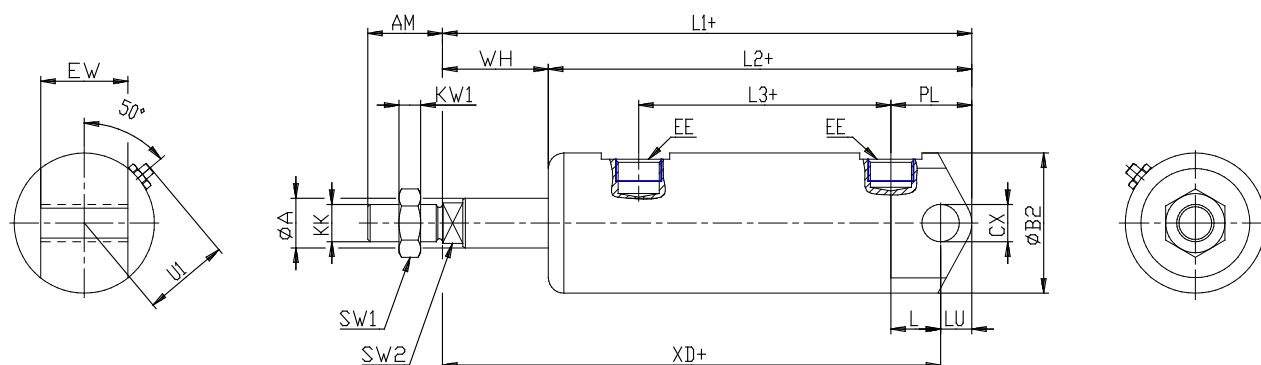 AM
L1+
EW
WH
L2+
50°
KW1
L3+
PL
EE
EE
ØA
KK
CX
ØB2
U1
SW1
SW2
L
LU
XD+